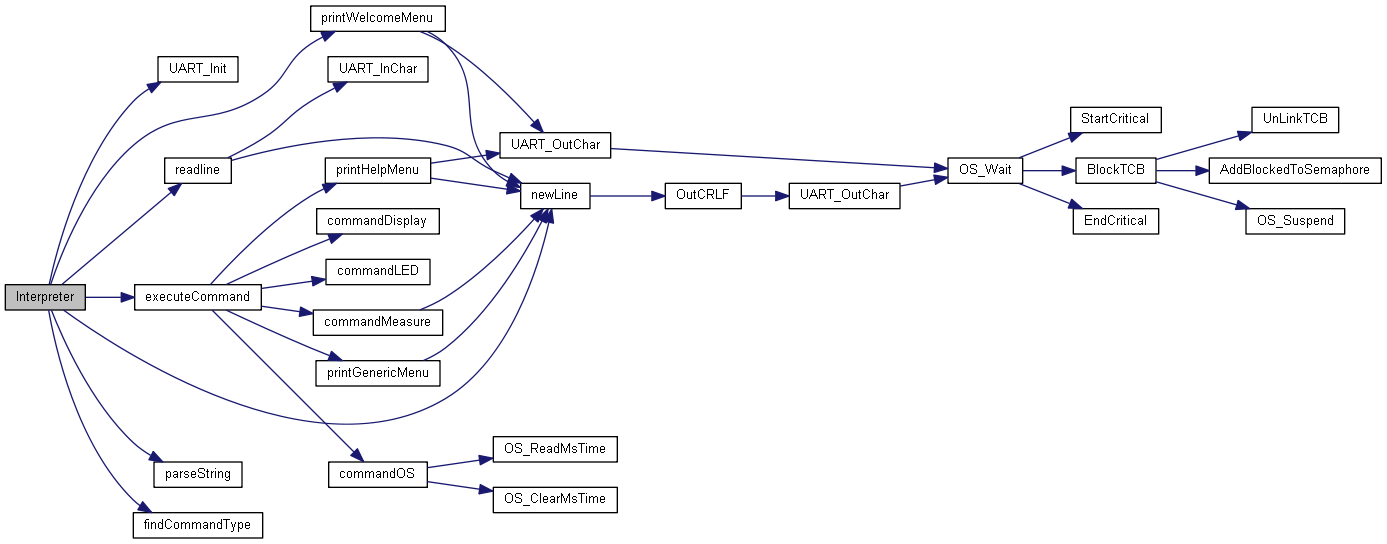 printWelcomeMenu
UART_Init
UART_InChar
StartCritical
UnLinkTCB
UART_OutChar
readline
printHelpMenu
OS_Wait
BlockTCB
AddBlockedToSemaphore
newLine
OutCRLF
UART_OutChar
commandDisplay
EndCritical
OS_Suspend
commandLED
Interpreter
executeCommand
commandMeasure
printGenericMenu
OS_ReadMsTime
parseString
commandOS
OS_ClearMsTime
findCommandType